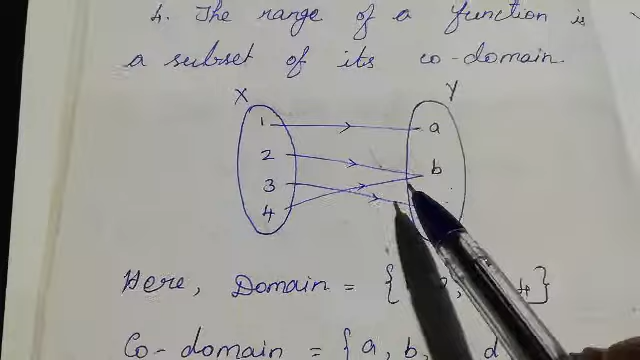 4. The range of a function is
a subset of its co-domain.
X Y
1 a
2 b
3
4
Here, Domain = { 4}
Co-domain = {a, b, d